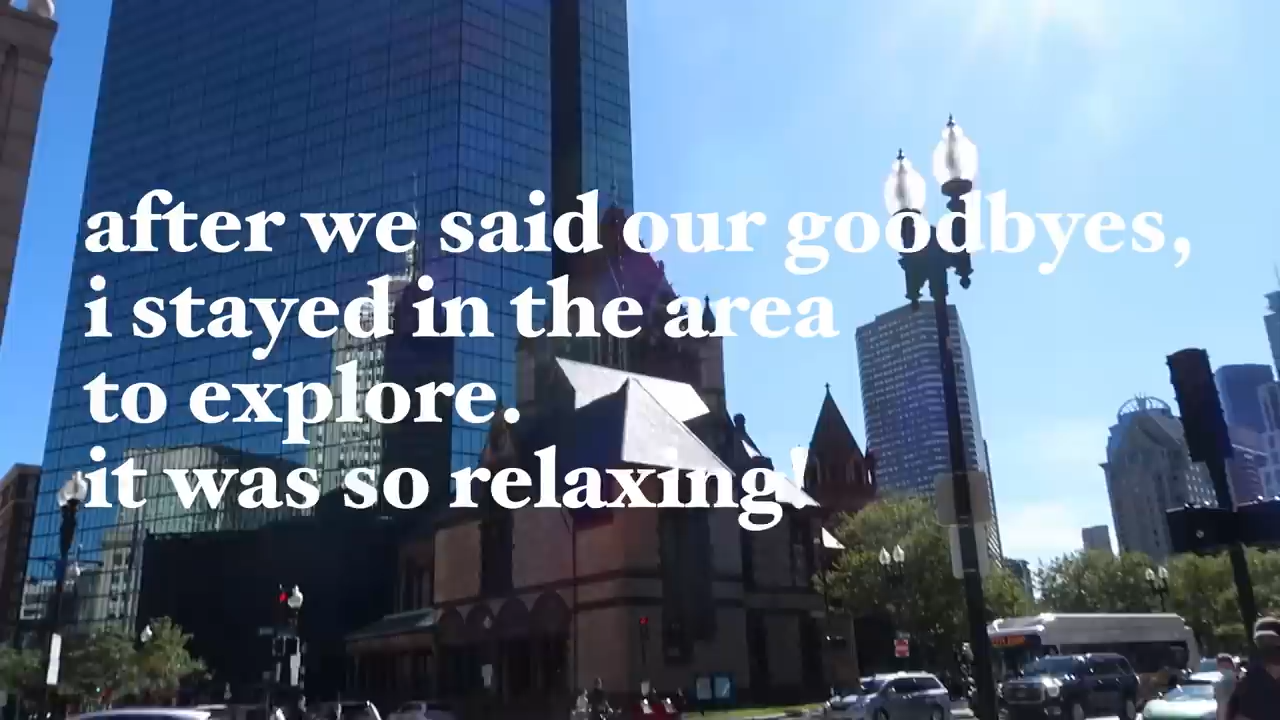 after we said our goodbyes,
i stayed in the area
to explore.
it was so relaxing!